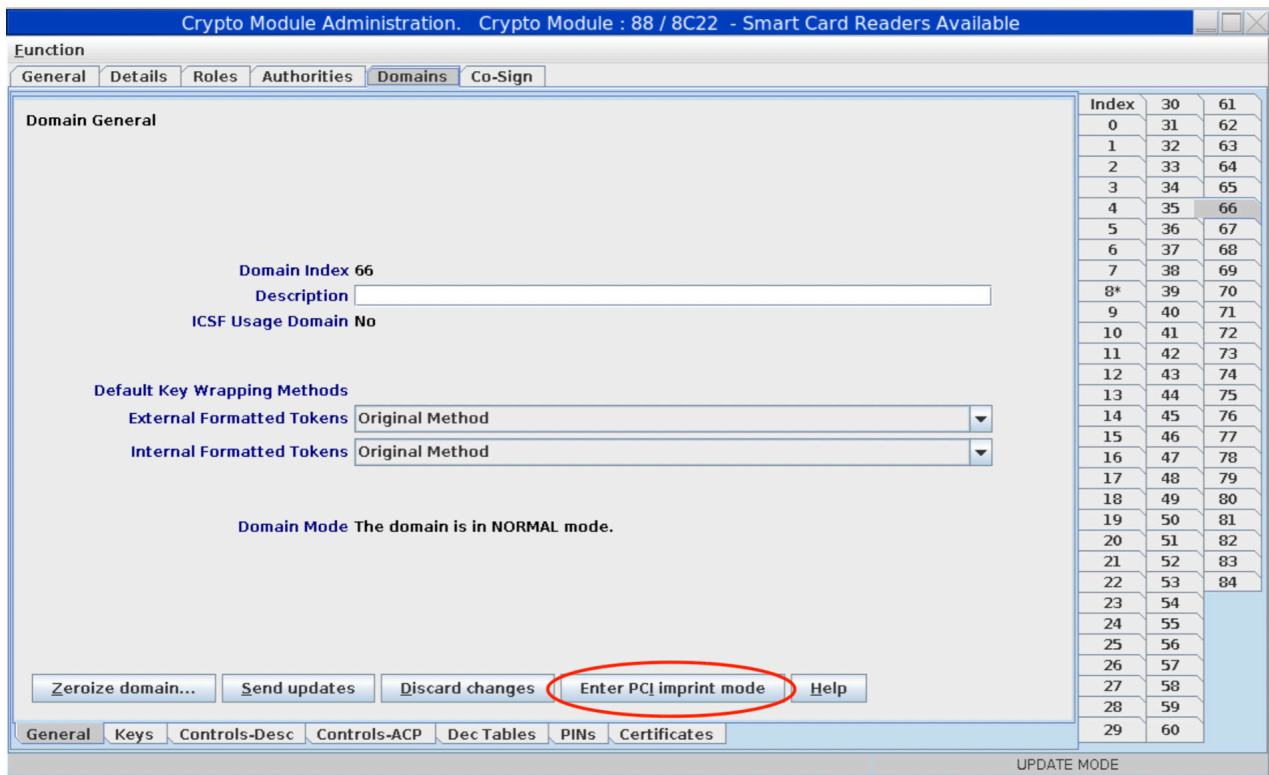 Crypto Module Administration. Crypto Module : 88 / 8C22 - Smart Card Readers Available
Function
General Details Roles Authorities Domains Co-Sign
Domain General
Domain Index 66
Description
ICSF Usage Domain No
Default Key Wrapping Methods
External Formatted Tokens Original Method
Internal Formatted Tokens Original Method
Domain Mode The domain is in NORMAL mode.
Zeroize domain... Send updates Discard changes Enter PCI imprint mode Help
General Keys Controls-Desc Controls-ACP Dec Tables PINs Certificates
Index 30 61
0 31 62
1 32 63
2 33 64
3 34 65
4 35 66
5 36 67
6 37 68
7 38 69
8* 39 70
9 40 71
10 41 72
11 42 73
12 43 74
13 44 75
14 45 76
15 46 77
16 47 78
17 48 79
18 49 80
19 50 81
20 51 82
21 52 83
22 53 84
23 54
24 55
25 56
26 57
27 58
28 59
29 60
UPDATE MODE